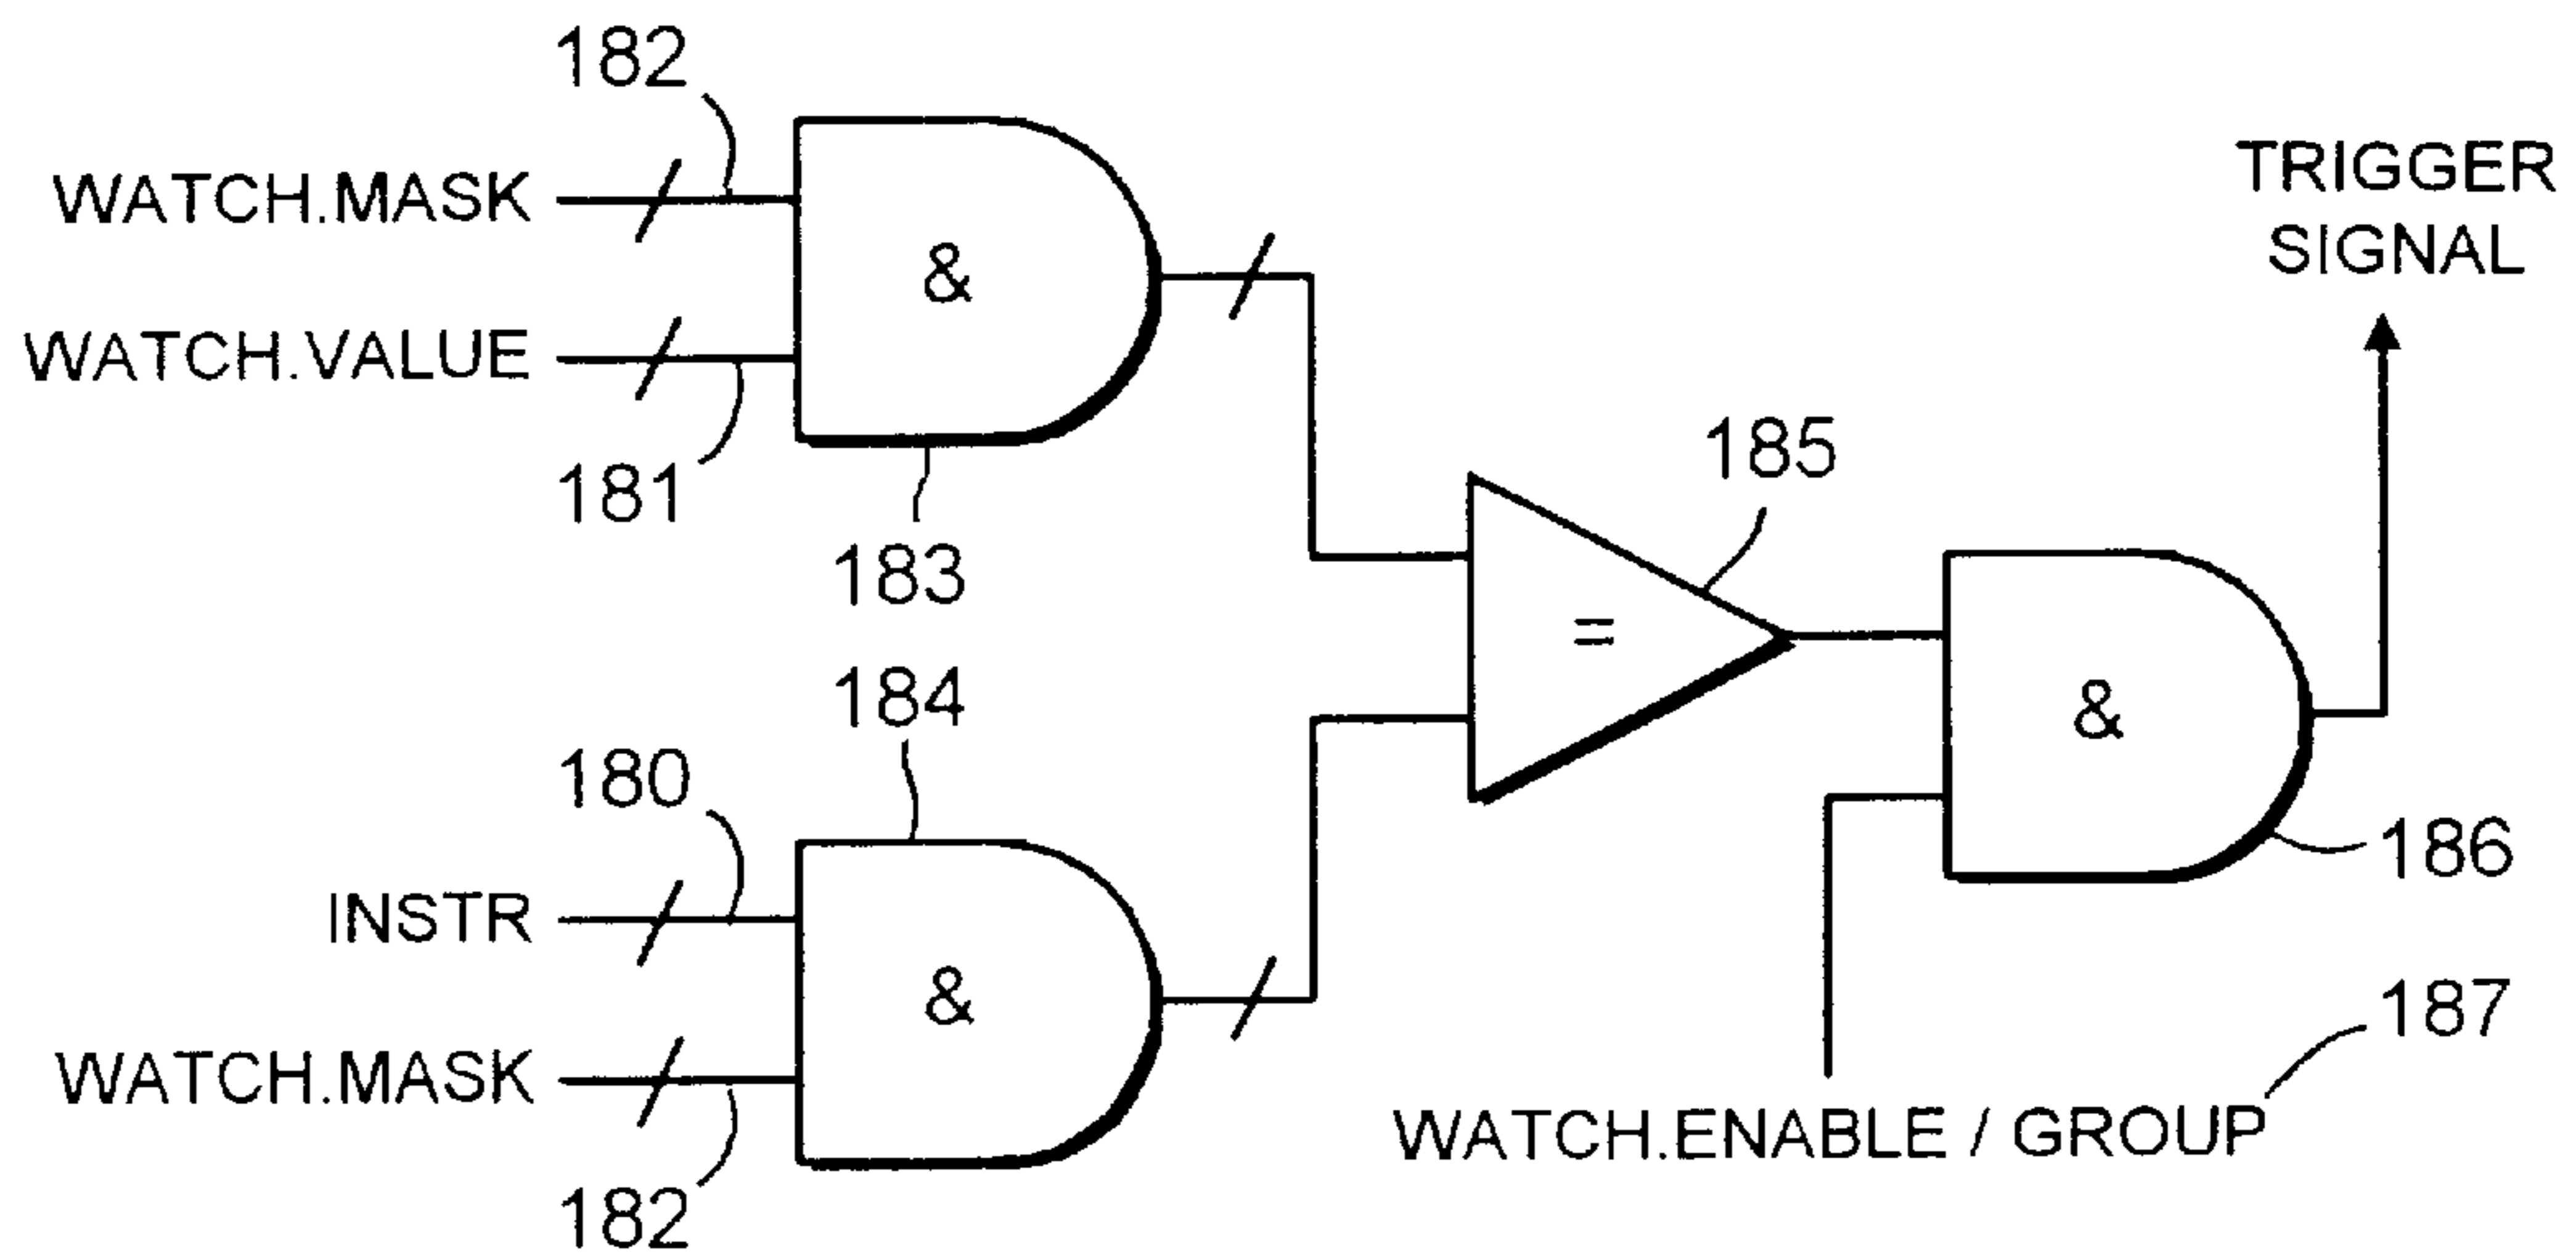 182
WATCH.MASK
&
WATCH.VALUE
181
183
TRIGGER
SIGNAL
185
=
184
180
INSTR
&
WATCH.MASK
182
&
186
187
WATCH.ENABLE / GROUP